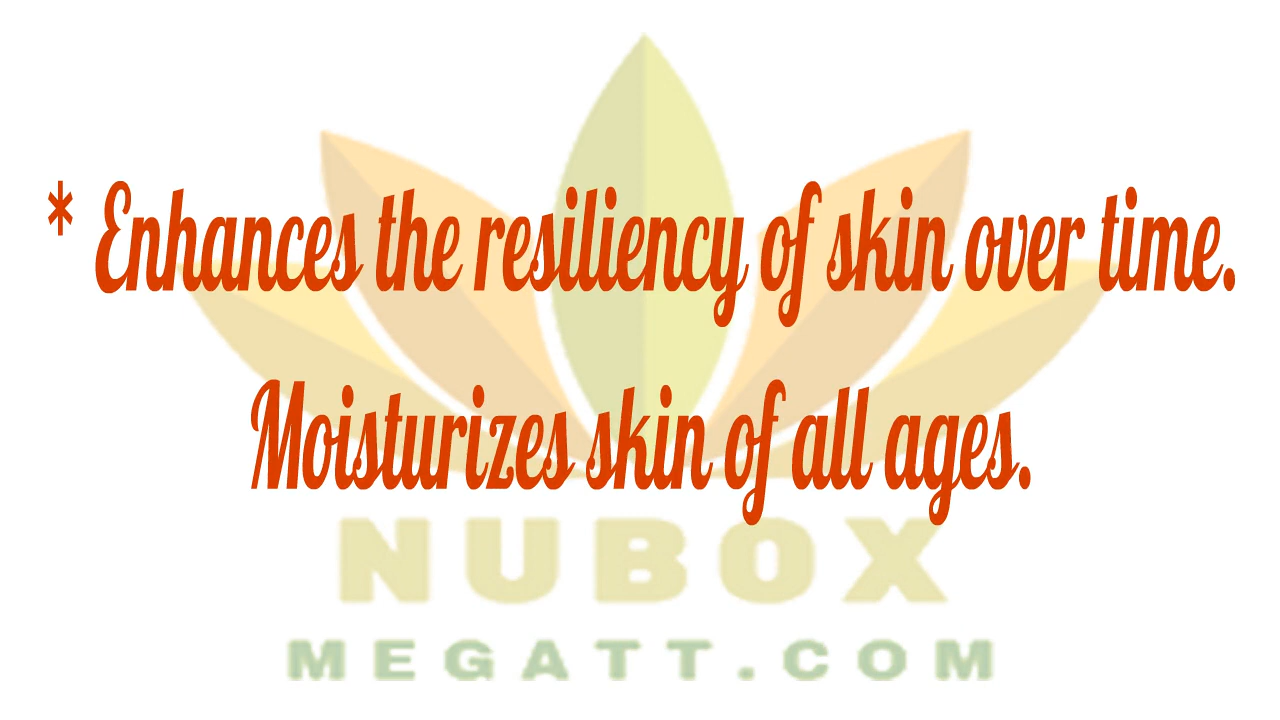 * Enhances the resiliency of skin over time.
Moisturizes skin of all ages.
NUBOX
MEGATT.COM